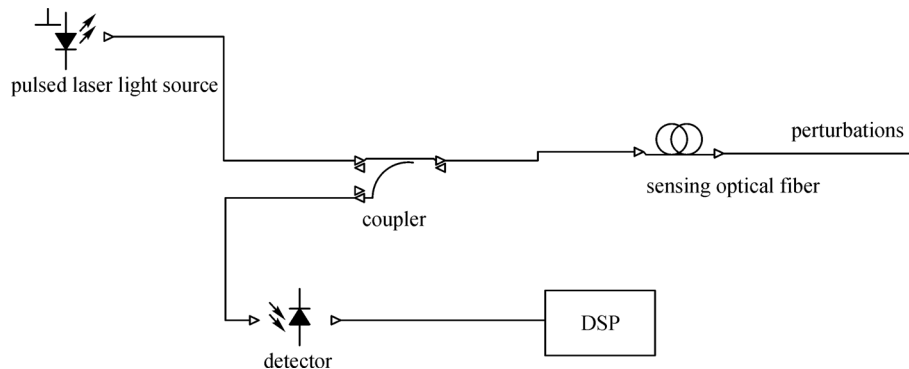 pulsed laser light source
perturbations
sensing optical fiber
coupler
DSP
detector